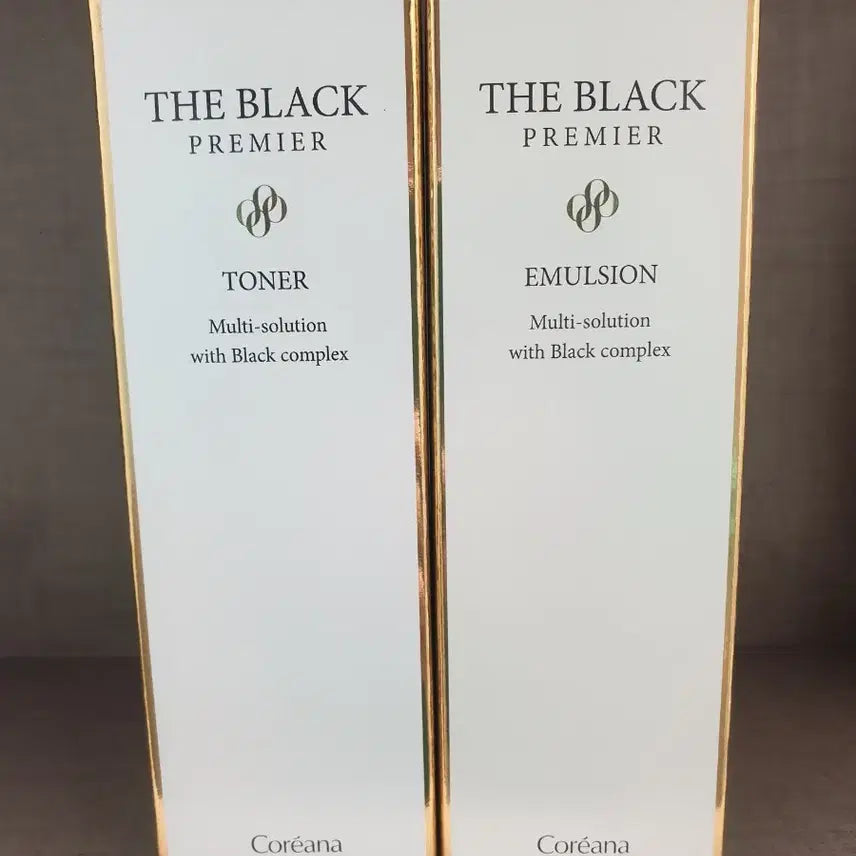 THE BLACK
PREMIER
TONER
Multi-solution
with Black complex
Coréana
THE BLACK
PREMIER
EMULSION
Multi-solution
with Black complex
Coréana